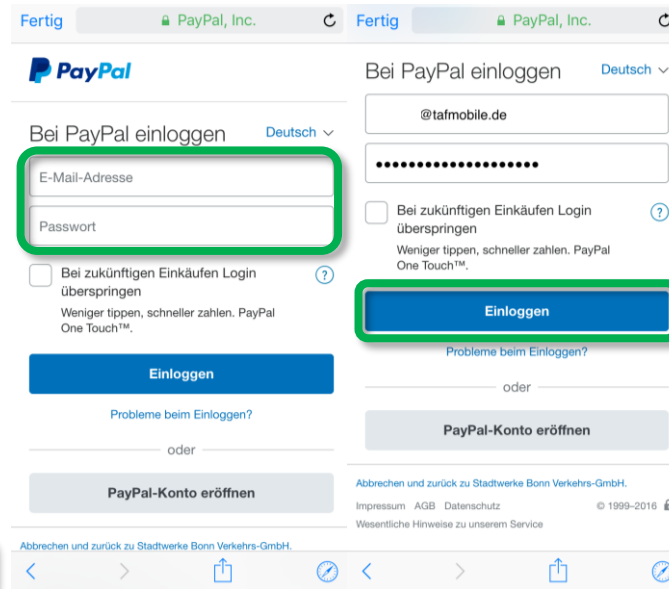 Fertig
PayPal, Inc.
PayPal
Bei PayPal einloggen
Deutsch
E-Mail-Adresse
Passwort
Bei zukünftigen Einkäufen Login
überspringen
Weniger tippen, schneller zahlen. PayPal
One Touch™.
Einloggen
Probleme beim Einloggen?
oder
PayPal-Konto eröffnen
Abbrechen und zurück zu Stadtwerke Bonn Verkehrs-GmbH.
Fertig
PayPal, Inc.
Bei PayPal einloggen
Deutsch
@tafmobile.de
Bei zukünftigen Einkäufen Login
überspringen
Weniger tippen, schneller zahlen. PayPal
One Touch™.
Einloggen
Probleme beim Einloggen?
oder
PayPal-Konto eröffnen
Abbrechen und zurück zu Stadtwerke Bonn Verkehrs-GmbH.
Impressum AGB Datenschutz
© 1999–2016
Wesentliche Hinweise zu unserem Service